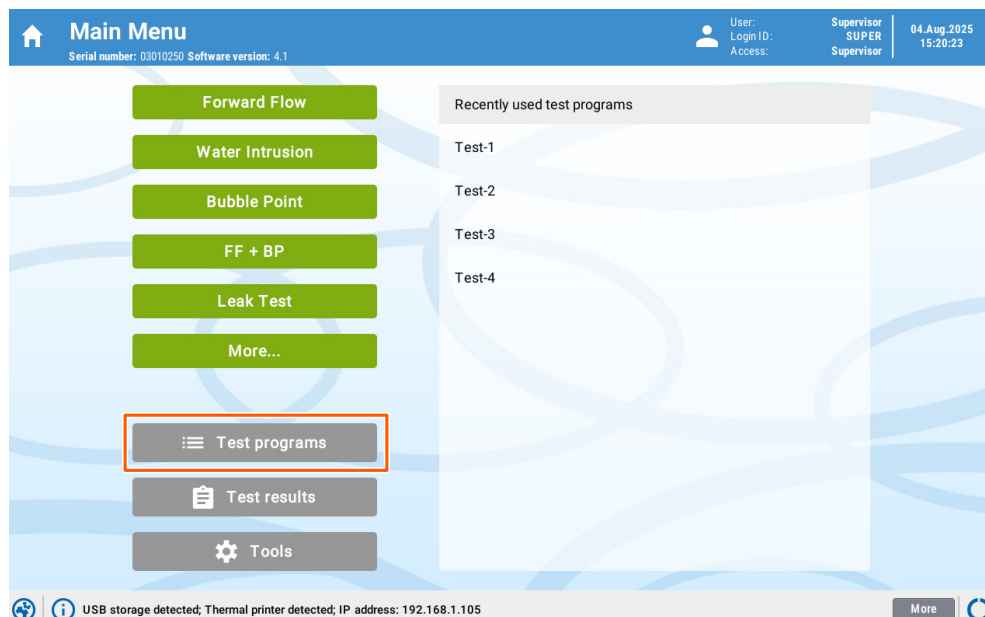 Main Menu
Serial number: 03010250 Software version: 4.1
User: Supervisor
Login ID: SUPER
Access: Supervisor
04.Aug.2025
15:20:23
Forward Flow
Water Intrusion
Bubble Point
FF + BP
Leak Test
More...
Test programs
Test results
Tools
Recently used test programs
Test-1
Test-2
Test-3
Test-4
USB storage detected; Thermal printer detected; IP address: 192.168.1.105
More